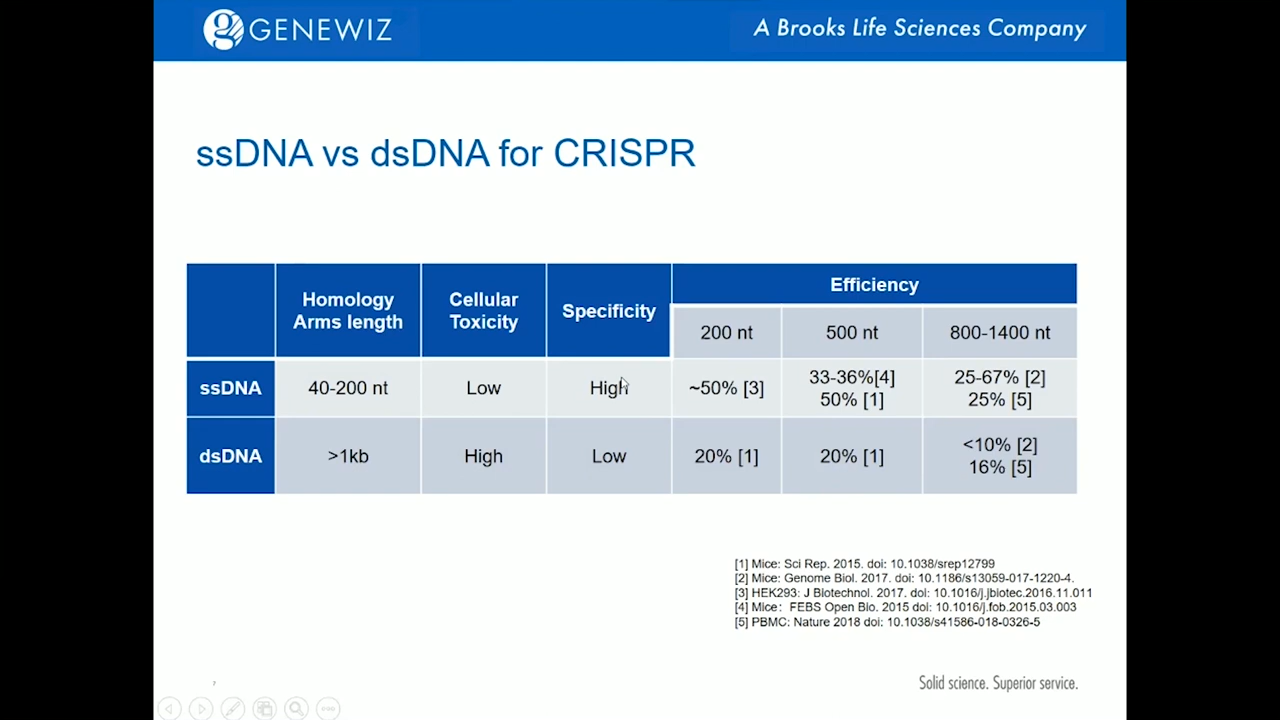 GENEWIZ
A Brooks Life Sciences Company
ssDNA vs dsDNA for CRISPR
Homology
Arms length
Cellular
Toxicity
Specificity
Efficiency
200 nt
500 nt
800-1400 nt
ssDNA
40-200 nt
Low
High
~50% [3]
33-36%[4]
50% [1]
25-67% [2]
25% [5]
dsDNA
>1kb
High
Low
20% [1]
20% [1]
<10% [2]
16% [5]
[1] Mice: Sci Rep. 2015. doi: 10.1038/srep12799
[2] Mice: Genome Biol. 2017. doi: 10.1186/s13059-017-1220-4.
[3] HEK293: J Biotechnol. 2017. doi: 10.1016/j.jbiotec.2016.11.011
[4] Mice: FEBS Open Bio. 2015 doi: 10.1016/j.fob.2015.03.003
[5] PBMC: Nature 2018 doi: 10.1038/s41586-018-0326-5
7
Solid science. Superior service.